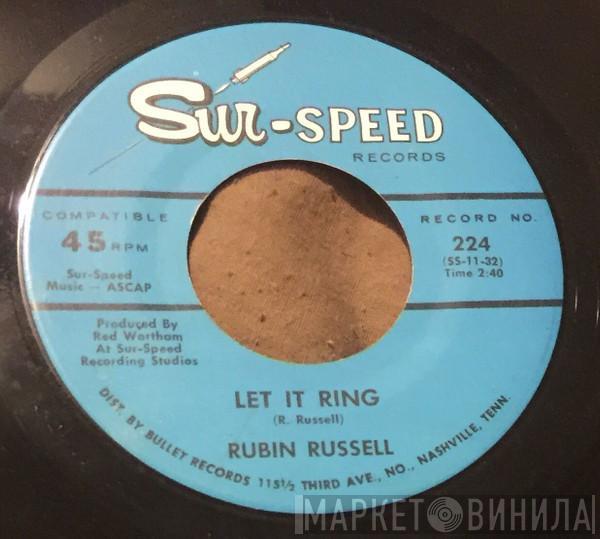 Sur-SPEED
RECORDS
COMPATIBLE
45 RPM
Sur-Speed
Music — ASCAP
RECORD NO.
224
(SS-11-32)
Time 2:40
Produced By
Red Wortham
At Sur-Speed
Recording Studios
LET IT RING
(R. Russell)
RUBIN RUSSELL
DIST. BY BULLET RECORDS 115½ THIRD AVE., NO., NASHVILLE, TENN.
МАРКЕТ ВИНИЛА